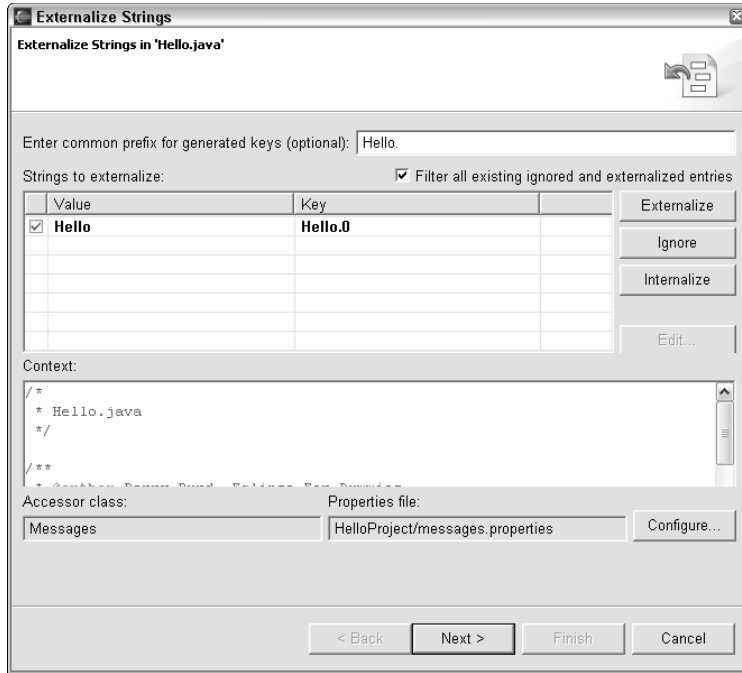 Externalize Strings
Externalize Strings in 'Hello.java'
Enter common prefix for generated keys (optional): Hello.
Strings to externalize: Filter all existing ignored and externalized entries
Value Key
Hello Hello.0
Externalize
Ignore
Internalize
Edit...
Context:
/*
* Hello.java
*/
/**
Accessor class: Properties file:
Messages HelloProject/messages.properties Configure...
< Back Next > Finish Cancel